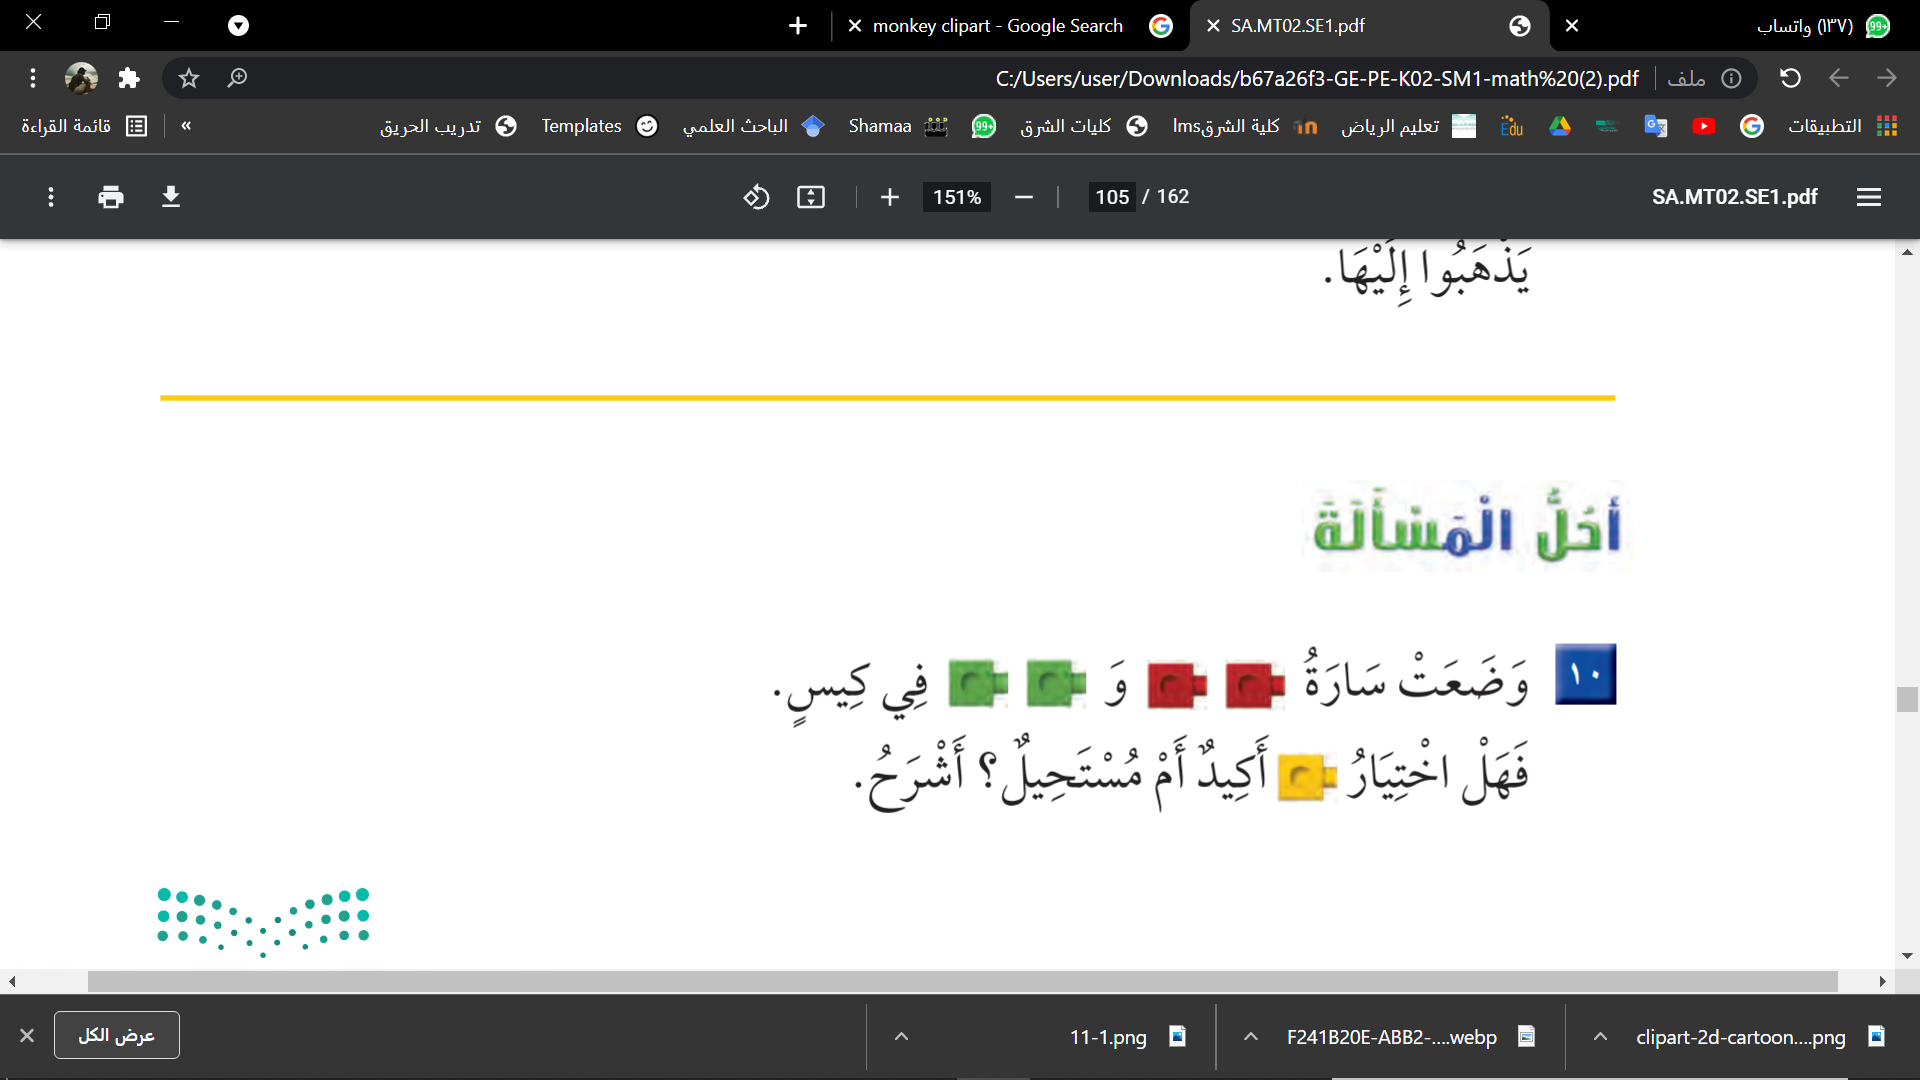 (١٣٧) واتساب
SA.MT02.SE1.pdf
monkey clipart - Google Search
ملف
C:/Users/user/Downloads/b67a26f3-GE-PE-K02-SM1-math%20(2).pdf
التطبيقات
تعليم الرياض
كلية الشرقlms
كليات الشرق
99+
Shamaa
الباحث العلمي
Templates
تدريب الحريق
«
قائمة القراءة
SA.MT02.SE1.pdf
105 / 162
151%
يَذْهَبُوا إِلَيْهَا.
أَحُلُّ الْمَسْأَلَةَ
١٠ وَضَعَتْ سَارَةُ وَ فِي كِيسٍ.
فَهَلْ اخْتِيَارُ أَكِيدٌ أَمْ مُسْتَحِيلٌ؟ أَشْرَحُ.
clipart-2d-cartoon....png
F241B20E-ABB2-....webp
11-1.png
عرض الكل